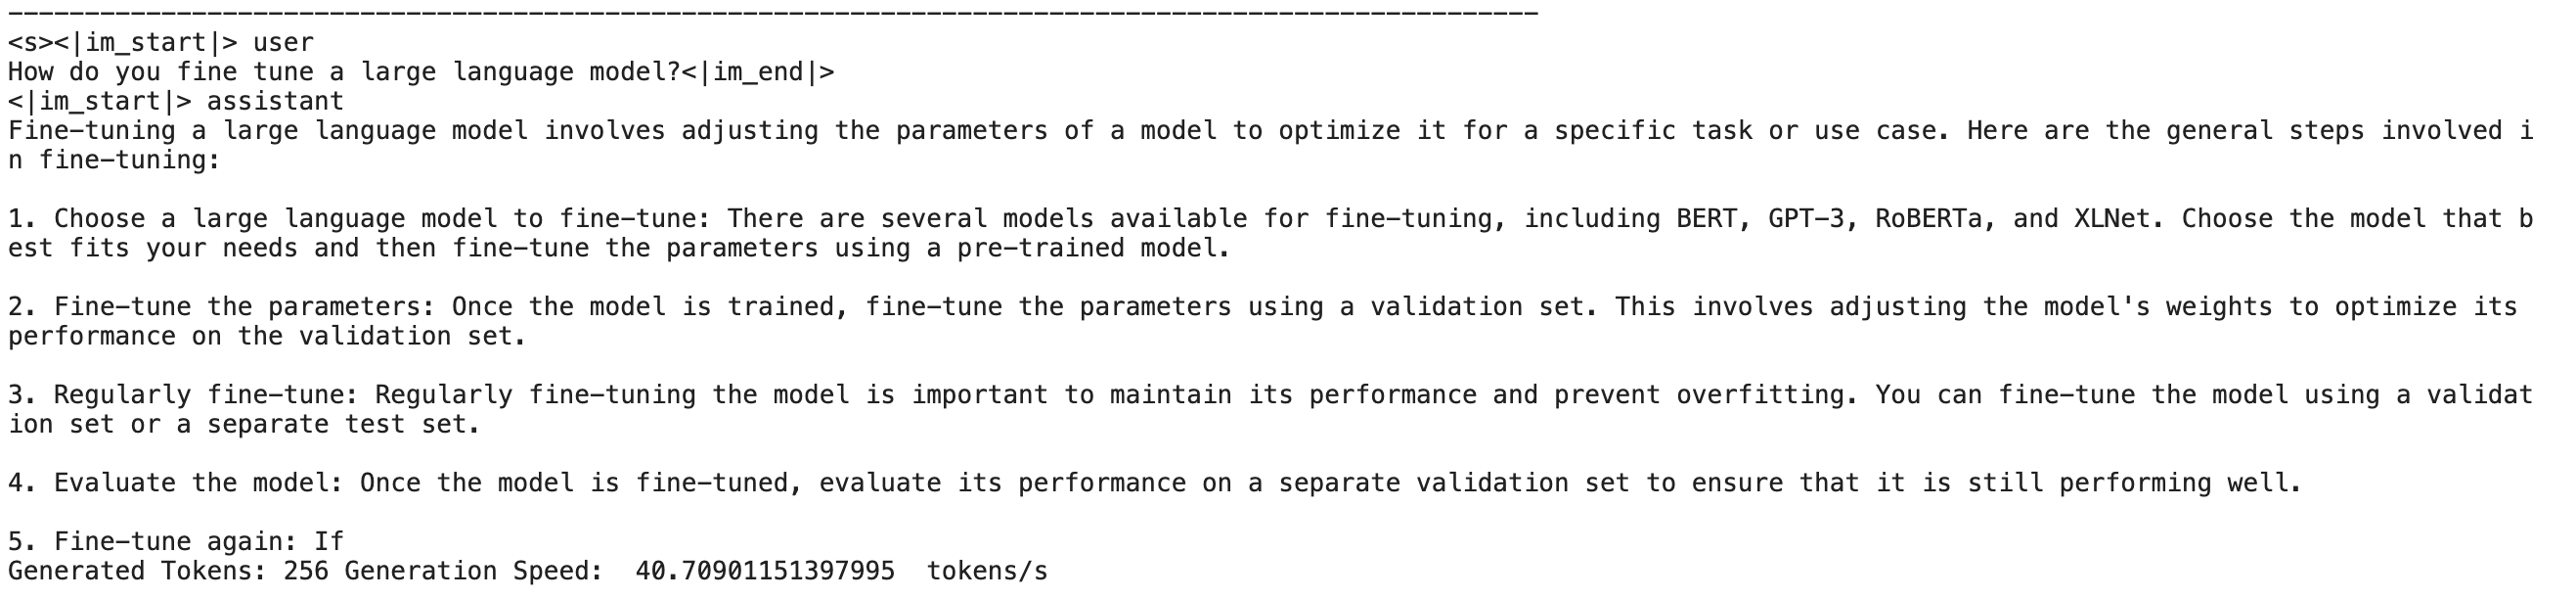 ----------------------------------------------------------------------------------------------------
<s><|im_start|> user
How do you fine tune a large language model?<|im_end|>
<|im_start|> assistant
Fine-tuning a large language model involves adjusting the parameters of a model to optimize it for a specific task or use case. Here are the general steps involved i
n fine-tuning:

1. Choose a large language model to fine-tune: There are several models available for fine-tuning, including BERT, GPT-3, RoBERTa, and XLNet. Choose the model that b
est fits your needs and then fine-tune the parameters using a pre-trained model.

2. Fine-tune the parameters: Once the model is trained, fine-tune the parameters using a validation set. This involves adjusting the model's weights to optimize its
performance on the validation set.

3. Regularly fine-tune: Regularly fine-tuning the model is important to maintain its performance and prevent overfitting. You can fine-tune the model using a validat
ion set or a separate test set.

4. Evaluate the model: Once the model is fine-tuned, evaluate its performance on a separate validation set to ensure that it is still performing well.

5. Fine-tune again: If
Generated Tokens: 256 Generation Speed:  40.70901151397995  tokens/s